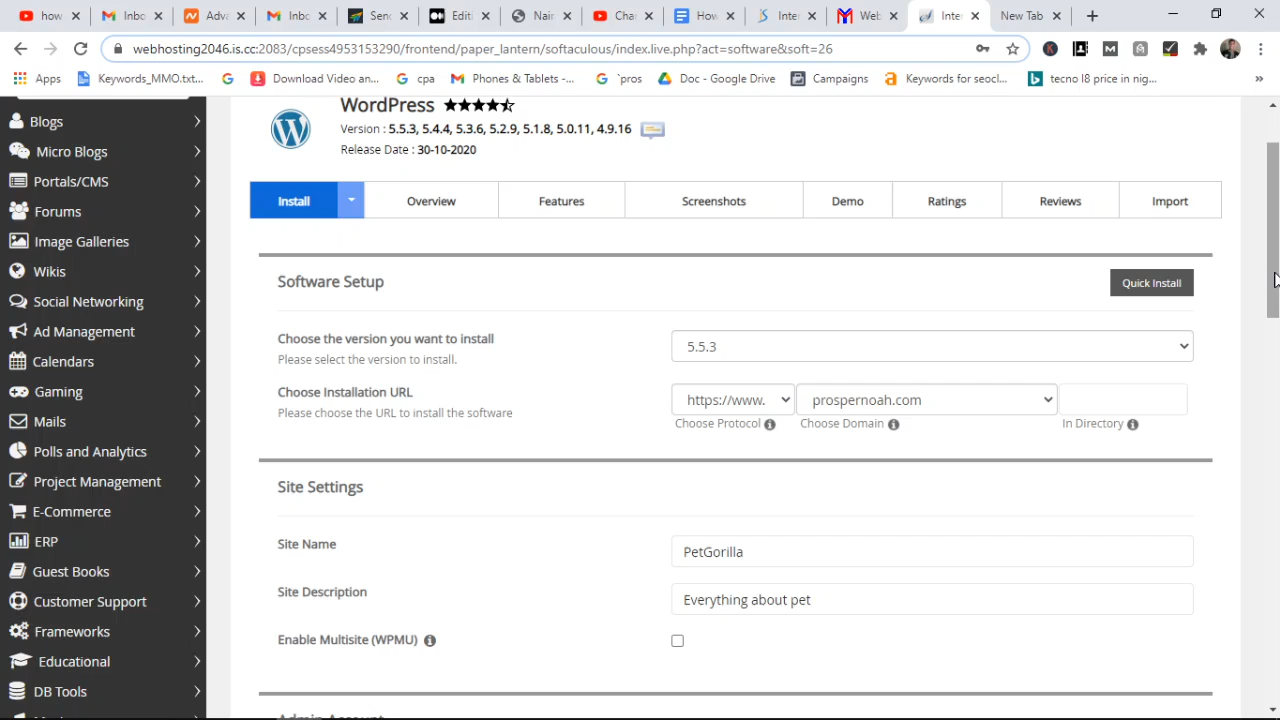 how
Inbo
Adva
Inbo
Senc
Editi
Nair
Cha
How
Inter
Web
Inter
New Tab
webhosting2046.is.cc:2083/cpsess4953153290/frontend/paper_lantern/softaculous/index.live.php?act=software&soft=26
Apps
Keywords_MMO.txt...
Download Video an...
cpa
Phones & Tablets -...
`pros
Doc - Google Drive
Campaigns
Keywords for seocl...
tecno l8 price in nig...
»
Blogs
Micro Blogs
Portals/CMS
Forums
Image Galleries
Wikis
Social Networking
Ad Management
Calendars
Gaming
Mails
Polls and Analytics
Project Management
E-Commerce
ERP
Guest Books
Customer Support
Frameworks
Educational
DB Tools
WordPress
Version : 5.5.3, 5.4.4, 5.3.6, 5.2.9, 5.1.8, 5.0.11, 4.9.16
Release Date : 30-10-2020
Install
Overview
Features
Screenshots
Demo
Ratings
Reviews
Import
Software Setup
Quick Install
Choose the version you want to install
Please select the version to install.
5.5.3
Choose Installation URL
Please choose the URL to install the software
https://www.
prospernoah.com
Choose Protocol
Choose Domain
In Directory
Site Settings
Site Name
PetGorilla
Site Description
Everything about pet
Enable Multisite (WPMU)
Admin Account